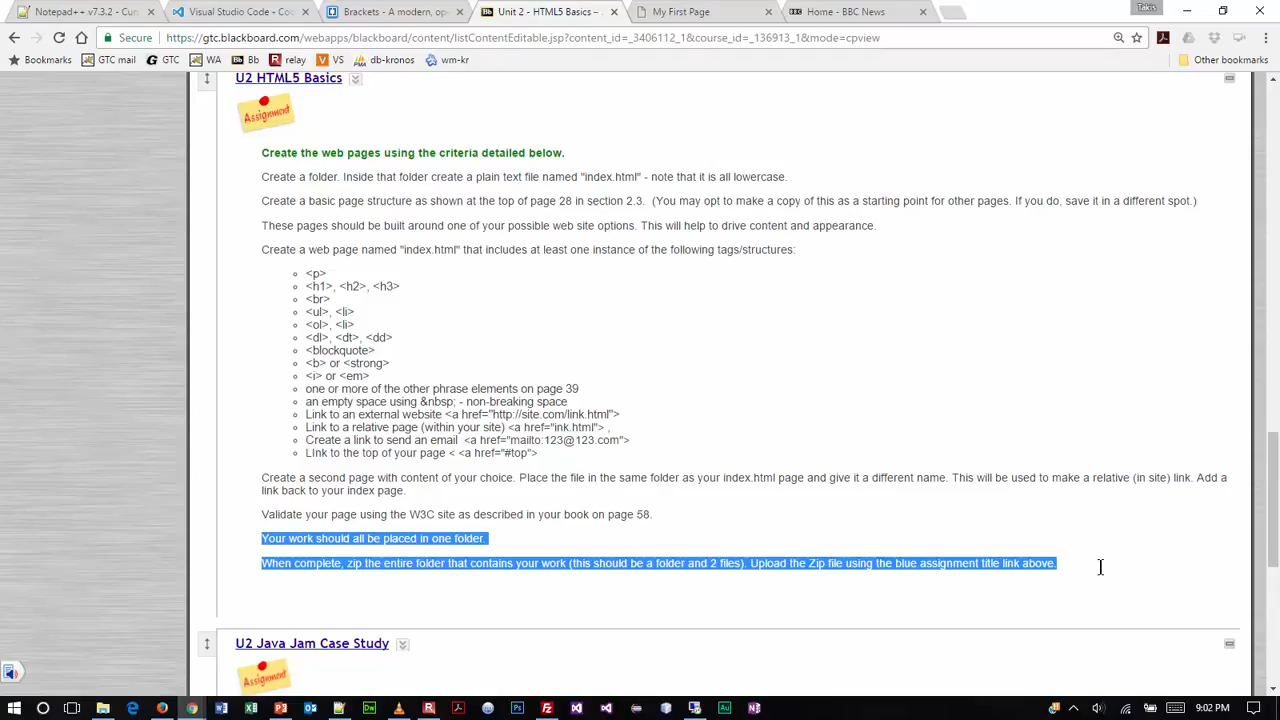 Notepad++ v7.3.2 - Cum
Visual Studio Code - Coo
Brackets - A modern, ope
Unit 2 - HTML5 Basics –
My First Page
Home - BBC News
Takis
Secure
https://gtc.blackboard.com/webapps/blackboard/content/listContentEditable.jsp?content_id=_3406112_1&course_id=_136913_1&mode=cpview
Bookmarks
GTC mail
GTC
WA
Bb
relay
VS
db-kronos
wm-kr
Other bookmarks
U2 HTML5 Basics
Assignment
Create the web pages using the criteria detailed below.
Create a folder. Inside that folder create a plain text file named "index.html" - note that it is all lowercase.
Create a basic page structure as shown at the top of page 28 in section 2.3. (You may opt to make a copy of this as a starting point for other pages. If you do, save it in a different spot.)
These pages should be built around one of your possible web site options. This will help to drive content and appearance.
Create a web page named "index.html" that includes at least one instance of the following tags/structures:
<p>
<h1>, <h2>, <h3>
<br>
<ul>, <li>
<ol>, <li>
<dl>, <dt>, <dd>
<blockquote>
<b> or <strong>
<i> or <em>
one or more of the other phrase elements on page 39
an empty space using &nbsp; - non-breaking space
Link to an external website <a href="http://site.com/link.html">
Link to a relative page (within your site) <a href="ink.html"> ,
Create a link to send an email <a href="mailto:123@123.com">
LInk to the top of your page < <a href="#top">
Create a second page with content of your choice. Place the file in the same folder as your index.html page and give it a different name. This will be used to make a relative (in site) link. Add a
link back to your index page.
Validate your page using the W3C site as described in your book on page 58.
Your work should all be placed in one folder.
When complete, zip the entire folder that contains your work (this should be a folder and 2 files). Upload the Zip file using the blue assignment title link above.
U2 Java Jam Case Study
Assignment
9:02 PM